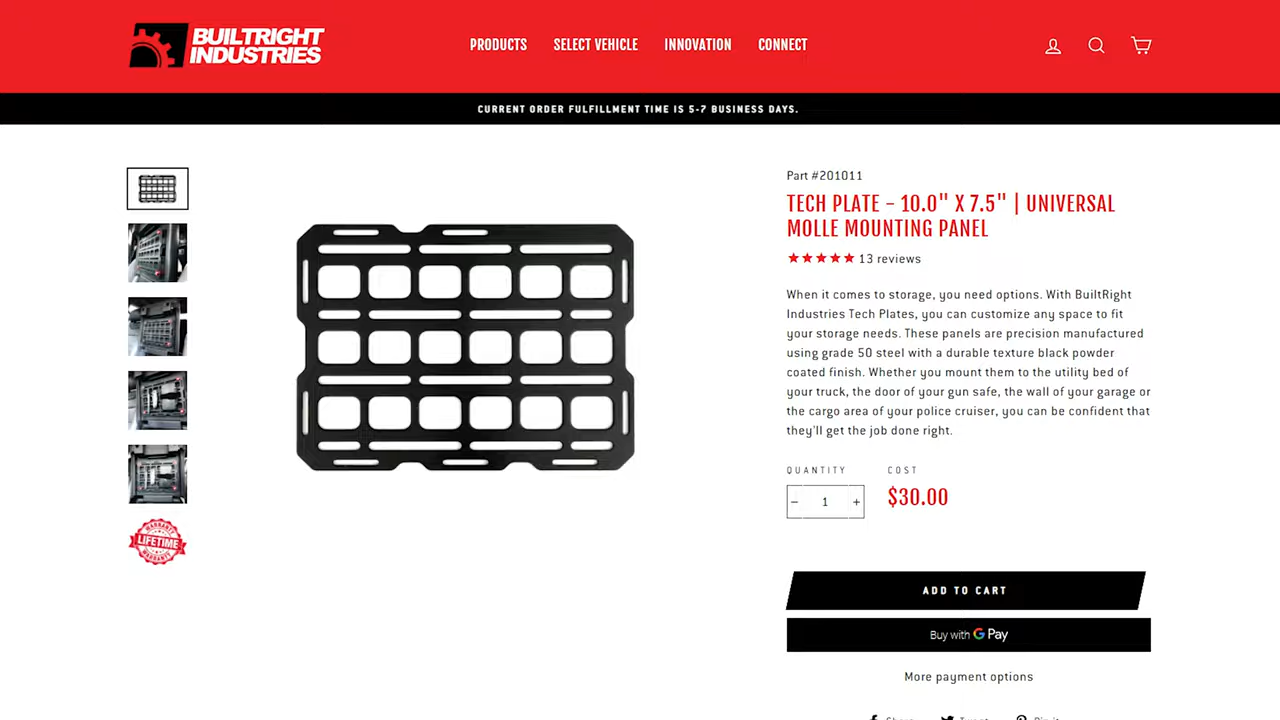 BUILTRIGHT
INDUSTRIES
PRODUCTS
SELECT VEHICLE
INNOVATION
CONNECT
CURRENT ORDER FULFILLMENT TIME IS 5-7 BUSINESS DAYS.
Part #201011
TECH PLATE - 10.0" X 7.5" | UNIVERSAL
MOLLE MOUNTING PANEL
13 reviews
When it comes to storage, you need options. With BuiltRight
Industries Tech Plates, you can customize any space to fit
your storage needs. These panels are precision manufactured
using grade 50 steel with a durable texture black powder
coated finish. Whether you mount them to the utility bed of
your truck, the door of your gun safe, the wall of your garage or
the cargo area of your police cruiser, you can be confident that
they'll get the job done right.
QUANTITY
COST
− 1 +
$30.00
ADD TO CART
Buy with G Pay
More payment options
WARRANTY
LIFETIME
WARRANTY